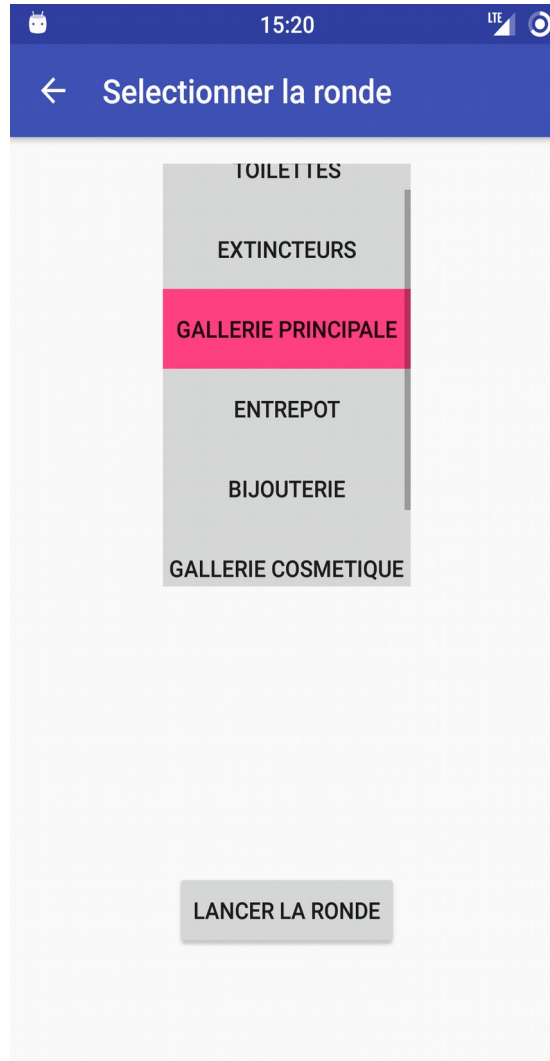 15:20
LTE
Selectionner la ronde
TOILETTES
EXTINCTEURS
GALLERIE PRINCIPALE
ENTREPOT
BIJOUTERIE
GALLERIE COSMETIQUE
LANCER LA RONDE